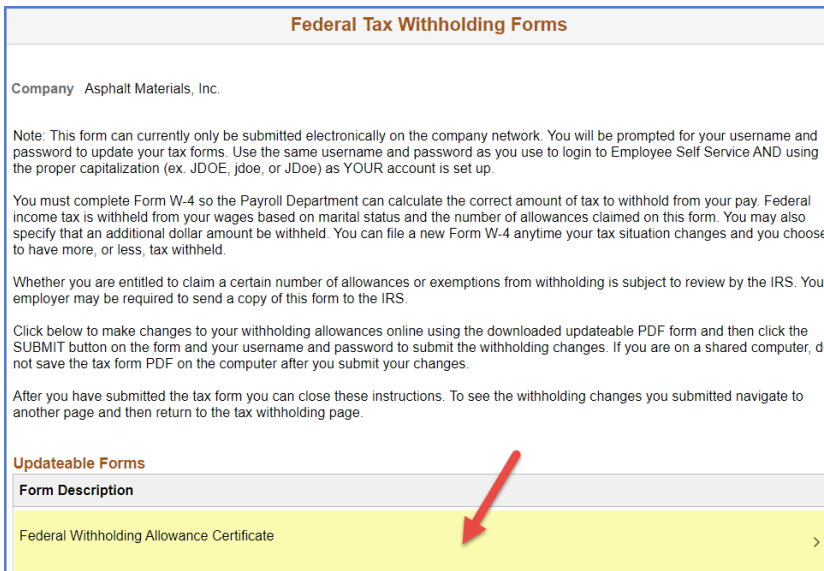 Federal Tax Withholding Forms
Company Asphalt Materials, Inc.
Note: This form can currently only be submitted electronically on the company network. You will be prompted for your username and
password to update your tax forms. Use the same username and password as you use to login to Employee Self Service AND using
the proper capitalization (ex. JDOE, jdoe, or JDoe) as YOUR account is set up.
You must complete Form W-4 so the Payroll Department can calculate the correct amount of tax to withhold from your pay. Federal
income tax is withheld from your wages based on marital status and the number of allowances claimed on this form. You may also
specify that an additional dollar amount be withheld. You can file a new Form W-4 anytime your tax situation changes and you choose
to have more, or less, tax withheld.
Whether you are entitled to claim a certain number of allowances or exemptions from withholding is subject to review by the IRS. You
employer may be required to send a copy of this form to the IRS.
Click below to make changes to your withholding allowances online using the downloaded updateable PDF form and then click the
SUBMIT button on the form and your username and password to submit the withholding changes. If you are on a shared computer, d
not save the tax form PDF on the computer after you submit your changes.
After you have submitted the tax form you can close these instructions. To see the withholding changes you submitted navigate to
another page and then return to the tax withholding page.
Updateable Forms
Form Description
Federal Withholding Allowance Certificate